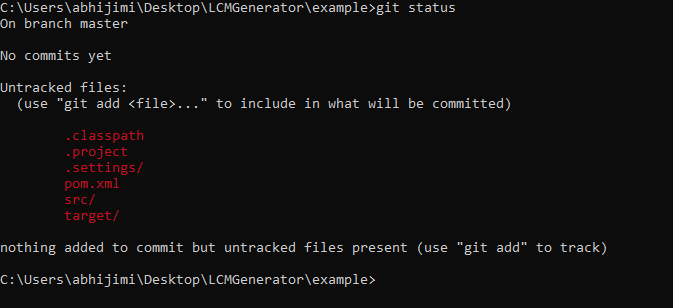 C:\Users\abhijimi\Desktop\LCMGenerator\example>git status
On branch master
No commits yet
Untracked files:
(use "git add <file>..." to include in what will be committed)
.classpath
.project
.settings/
pom.xml
src/
target/
nothing added to commit but untracked files present (use "git add" to track)
C:\Users\abhijimi\Desktop\LCMGenerator\example>